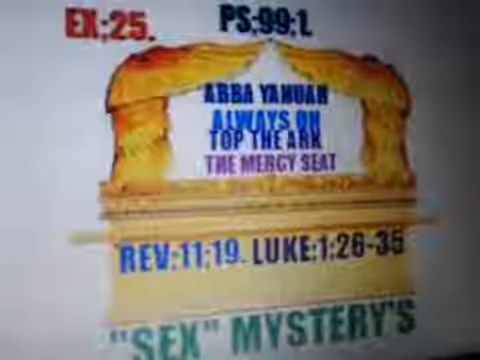 EX;25. PS;99;1.
ABBA YAHUAH
ALWAYS ON
TOP THE ARK
THE MERCY SEAT
REV;11;19. LUKE;1:26-35
"SEX" MYSTERY'S